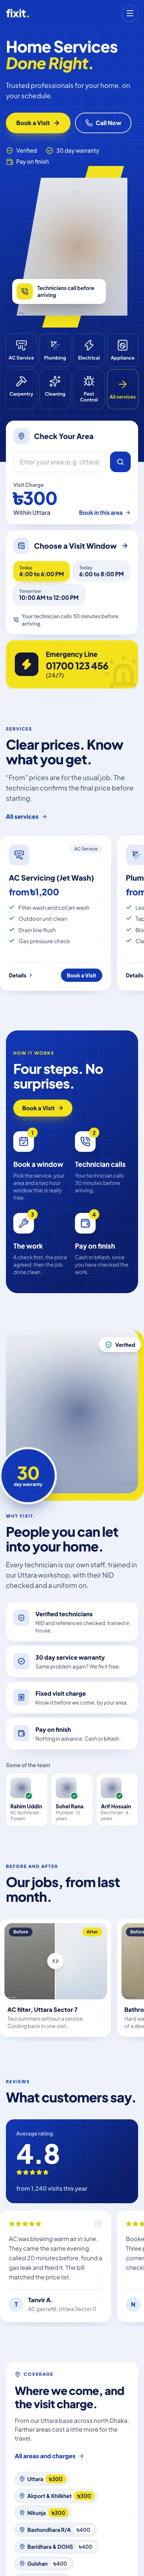 fixit.
Home Services
Done Right.
Trusted professionals for your home, on
your schedule.
Book a Visit
Call Now
Verified
30 day warranty
Pay on finish
Technicians call before
arriving
AC Service
Plumbing
Electrical
Appliance
Carpentry
Cleaning
Pest
Control
All services
Check Your Area
Enter your area (e.g. Uttara)
Visit Charge
৳300
Within Uttara
Book in this area
Choose a Visit Window
Today
4:00 to 6:00 PM
Today
6:00 to 8:00 PM
Tomorrow
10:00 AM to 12:00 PM
Your technician calls 30 minutes before
arriving.
Emergency Line
01700 123 456
(24/7)
SERVICES
Clear prices. Know
what you get.
“From” prices are for the usual job. The
technician confirms the final price before
starting.
All services
AC Service
AC Servicing (Jet Wash)
from ৳1,200
Filter wash and coil jet wash
Outdoor unit clean
Drain line flush
Gas pressure check
Details
Book a Visit
Plum
from
Lea
Tap
Blo
Cle
Details
HOW IT WORKS
Four steps. No
surprises.
Book a Visit
1
Book a window
Pick the service, your
area and a two hour
window that is really
free.
2
Technician calls
Your technician calls
30 minutes before
arriving.
3
The work
A check first, the price
agreed, then the job,
done clean.
4
Pay on finish
Cash or bKash, once
you have checked the
work.
Verified
30
day warranty
WHY FIXIT.
People you can let
into your home.
Every technician is our own staff, trained in
our Uttara workshop, with their NID
checked and a uniform on.
Verified technicians
NID and references checked, trained in
house.
30 day service warranty
Same problem again? We fix it free.
Fixed visit charge
Know it before we come, by your area.
Pay on finish
Nothing in advance. Cash or bKash.
Some of the team
Rahim Uddin
AC technician ·
9 years
Sohel Rana
Plumber · 12
years
Arif Hossain
Electrician · 6
years
BEFORE AND AFTER
Our jobs, from last
month.
Before
After
AC filter, Uttara Sector 7
Two summers without a service.
Cooling back in one visit.
Before
Bathro
Hard wa
of a dee
REVIEWS
What customers say.
Average rating
4.8
from 1,240 visits this year
AC was blowing warm air in June.
They came the same evening,
called 20 minutes before, found a
gas leak and fixed it. The bill
matched the price list.
T
Tanvir A.
AC gas refill, Uttara Sector 11
Booke
Three p
corner
checki
N
COVERAGE
Where we come, and
the visit charge.
From our Uttara base across north Dhaka.
Farther areas cost a little more for the
travel.
All areas and charges
Uttara ৳300
Airport & Khilkhet ৳300
Nikunja ৳300
Bashundhara R/A ৳400
Baridhara & DOHS ৳400
Gulshan ৳400